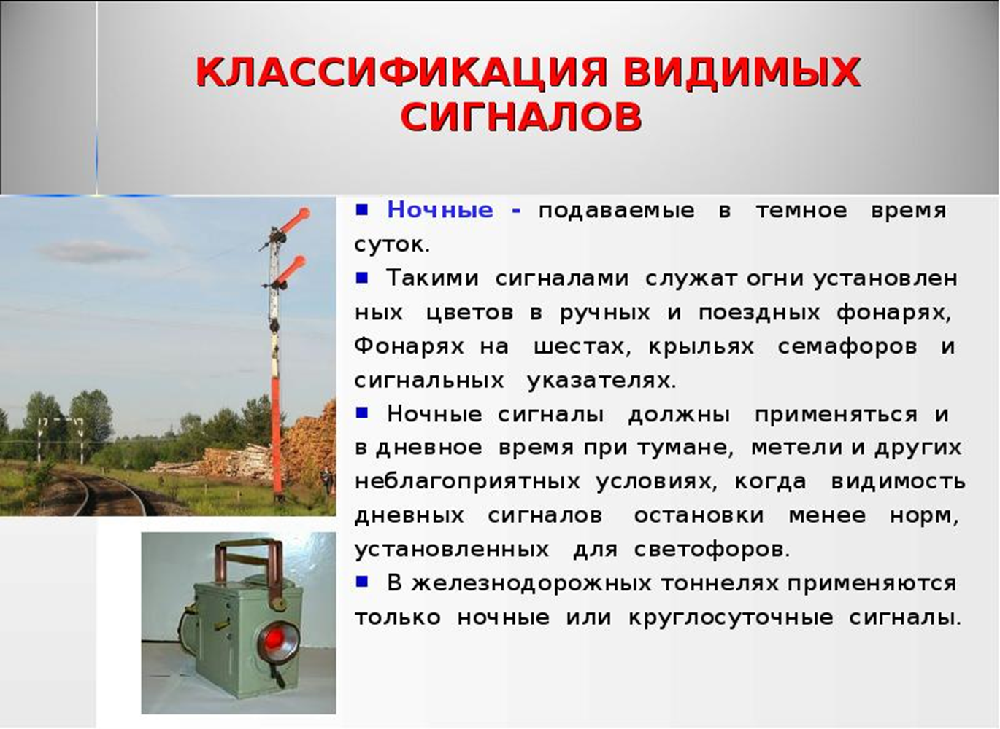 КЛАССИФИКАЦИЯ ВИДИМЫХ
СИГНАЛОВ
Ночные - подаваемые в темное время
суток.
Такими сигналами служат огни установлен
ных цветов в ручных и поездных фонарях,
Фонарях на шестах, крыльях семафоров и
сигнальных указателях.
Ночные сигналы должны применяться и
в дневное время при тумане, метели и других
неблагоприятных условиях, когда видимость
дневных сигналов остановки менее норм,
установленных для светофоров.
В железнодорожных тоннелях применяются
только ночные или круглосуточные сигналы.